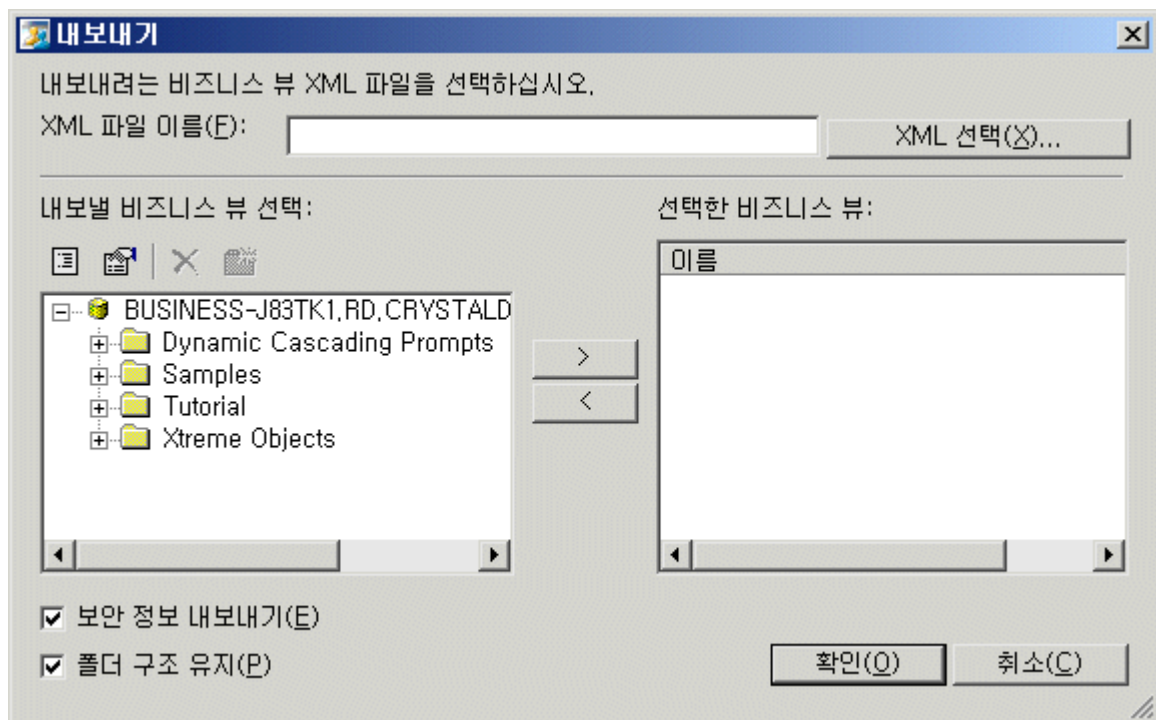 내보내기
내보내려는 비즈니스 뷰 XML 파일을 선택하십시오.
XML 파일 이름(F):
XML 선택(X)...
내보낼 비즈니스 뷰 선택:
선택한 비즈니스 뷰:
이름
BUSINESS-J83TK1.RD.CRYSTALD
Dynamic Cascading Prompts
Samples
Tutorial
Xtreme Objects
>
<
보안 정보 내보내기(E)
폴더 구조 유지(P)
확인(O)
취소(C)